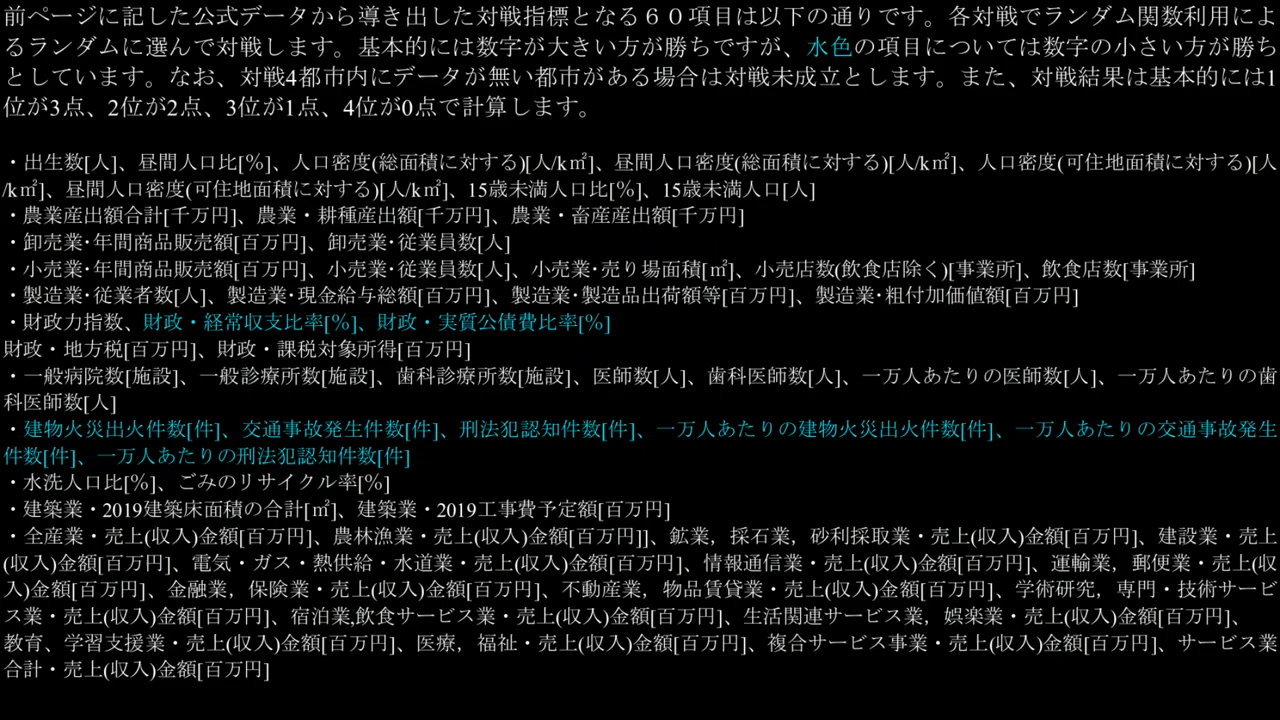 前ページに記した公式データから導き出した対戦指標となる６０項目は以下の通りです。各対戦でランダム関数利用によ
るランダムに選んで対戦します。基本的には数字が大きい方が勝ちですが、水色の項目については数字の小さい方が勝ち
としています。なお、対戦4都市内にデータが無い都市がある場合は対戦未成立とします。また、対戦結果は基本的には1
位が3点、2位が2点、3位が1点、4位が0点で計算します。
・出生数[人]、昼間人口比[％]、人口密度(総面積に対する)[人/k㎡]、昼間人口密度(総面積に対する)[人/k㎡]、人口密度(可住地面積に対する)[人
/k㎡]、昼間人口密度(可住地面積に対する)[人/k㎡]、15歳未満人口比[％]、15歳未満人口[人]
・農業産出額合計[千万円]、農業・耕種産出額[千万円]、農業・畜産産出額[千万円]
・卸売業･年間商品販売額[百万円]、卸売業･従業員数[人]
・小売業･年間商品販売額[百万円]、小売業･従業員数[人]、小売業･売り場面積[㎡]、小売店数(飲食店除く)[事業所]、飲食店数[事業所]
・製造業･従業者数[人]、製造業･現金給与総額[百万円]、製造業･製造品出荷額等[百万円]、製造業･粗付加価値額[百万円]
・財政力指数、財政・経常収支比率[％]、財政・実質公債費比率[％]
財政・地方税[百万円]、財政・課税対象所得[百万円]
・一般病院数[施設]、一般診療所数[施設]、歯科診療所数[施設]、医師数[人]、歯科医師数[人]、一万人あたりの医師数[人]、一万人あたりの歯
科医師数[人]
・建物火災出火件数[件]、交通事故発生件数[件]、刑法犯認知件数[件]、一万人あたりの建物火災出火件数[件]、一万人あたりの交通事故発生
件数[件]、一万人あたりの刑法犯認知件数[件]
・水洗人口比[％]、ごみのリサイクル率[％]
・建築業・2019建築床面積の合計[㎡]、建築業・2019工事費予定額[百万円]
・全産業・売上(収入)金額[百万円]、農林漁業・売上(収入)金額[百万円]]、鉱業，採石業，砂利採取業・売上(収入)金額[百万円]、建設業・売上
(収入)金額[百万円]、電気・ガス・熱供給・水道業・売上(収入)金額[百万円]、情報通信業・売上(収入)金額[百万円]、運輸業，郵便業・売上(収
入)金額[百万円]、金融業，保険業・売上(収入)金額[百万円]、不動産業，物品賃貸業・売上(収入)金額[百万円]、学術研究，専門・技術サービ
ス業・売上(収入)金額[百万円]、宿泊業,飲食サービス業・売上(収入)金額[百万円]、生活関連サービス業，娯楽業・売上(収入)金額[百万円]、
教育、学習支援業・売上(収入)金額[百万円]、医療，福祉・売上(収入)金額[百万円]、複合サービス事業・売上(収入)金額[百万円]、サービス業
合計・売上(収入)金額[百万円]